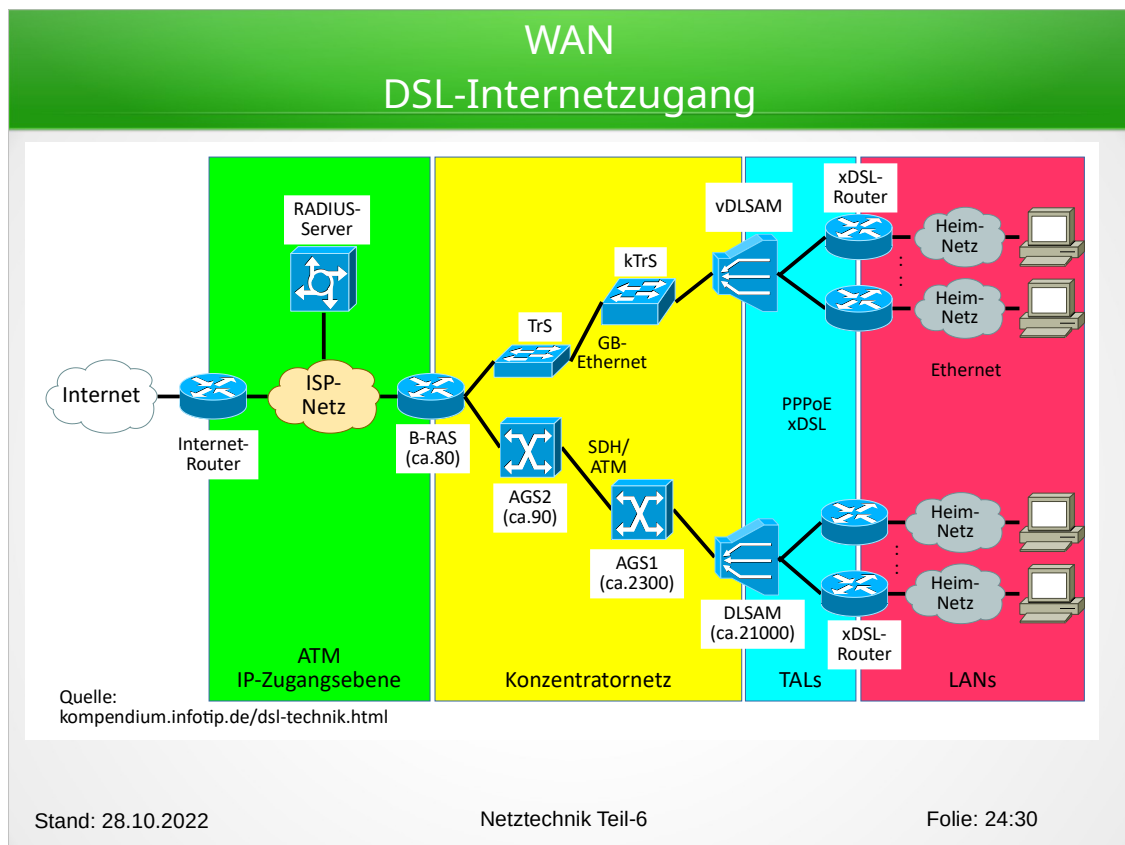 WAN
DSL-Internetzugang
RADIUS-
Server
vDLSAM
xDSL-
Router
kTrS
TrS
GB-
Ethernet
Heim-
Netz
Heim-
Netz
Ethernet
Internet
ISP-
Netz
Internet-
Router
B-RAS
(ca.80)
PPPoE
xDSL
SDH/
ATM
AGS2
(ca.90)
AGS1
(ca.2300)
DLSAM
(ca.21000)
Heim-
Netz
Heim-
Netz
xDSL-
Router
ATM
IP-Zugangsebene
Konzentratornetz
TALs
LANs
Quelle:
kompendium.infotip.de/dsl-technik.html
Stand: 28.10.2022
Netztechnik Teil-6
Folie: 24:30